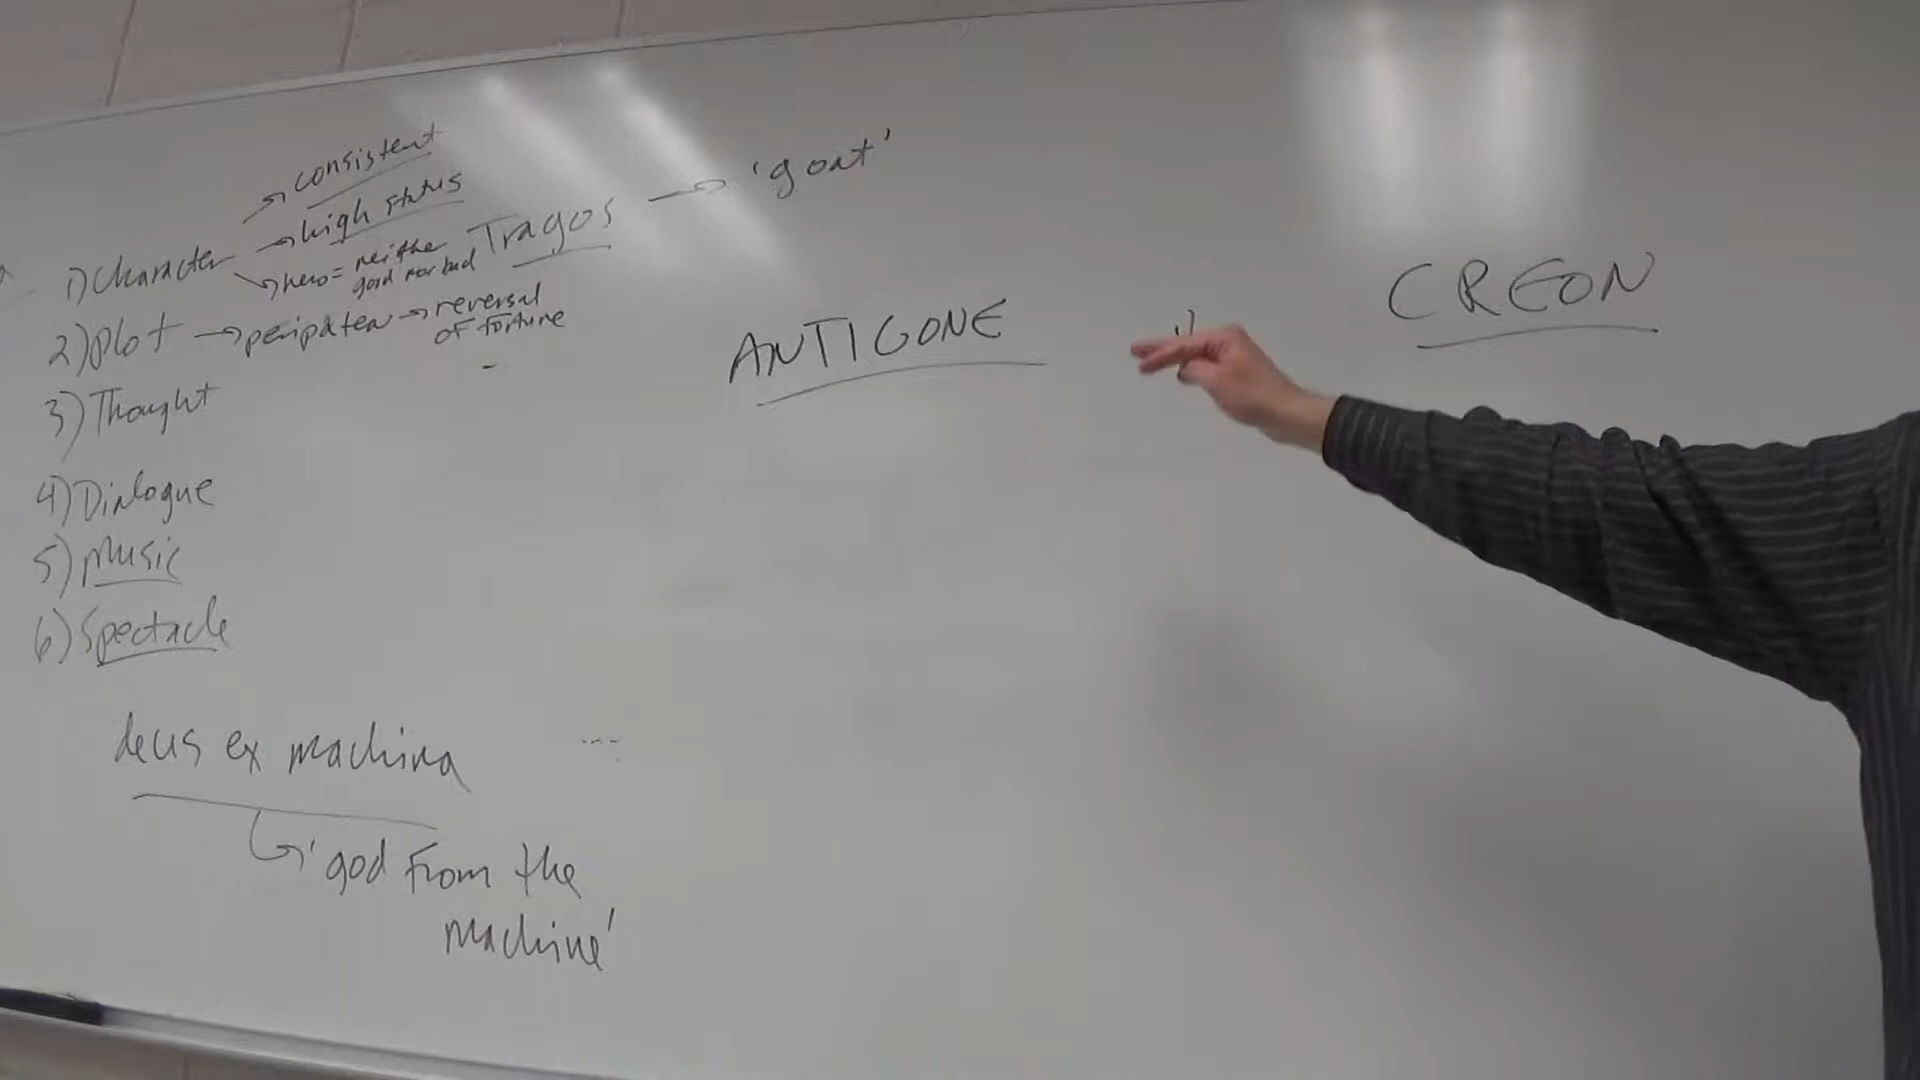 → consistent
1) Character → high status
→ hero = neither
good nor bad
Tragos → 'goat'
2) Plot → peripatea → reversal
of fortune
3) Thought
4) Dialogue
5) Music
6) Spectacle
deus ex machina
↳ 'god from the
machine'
ANTIGONE
CREON